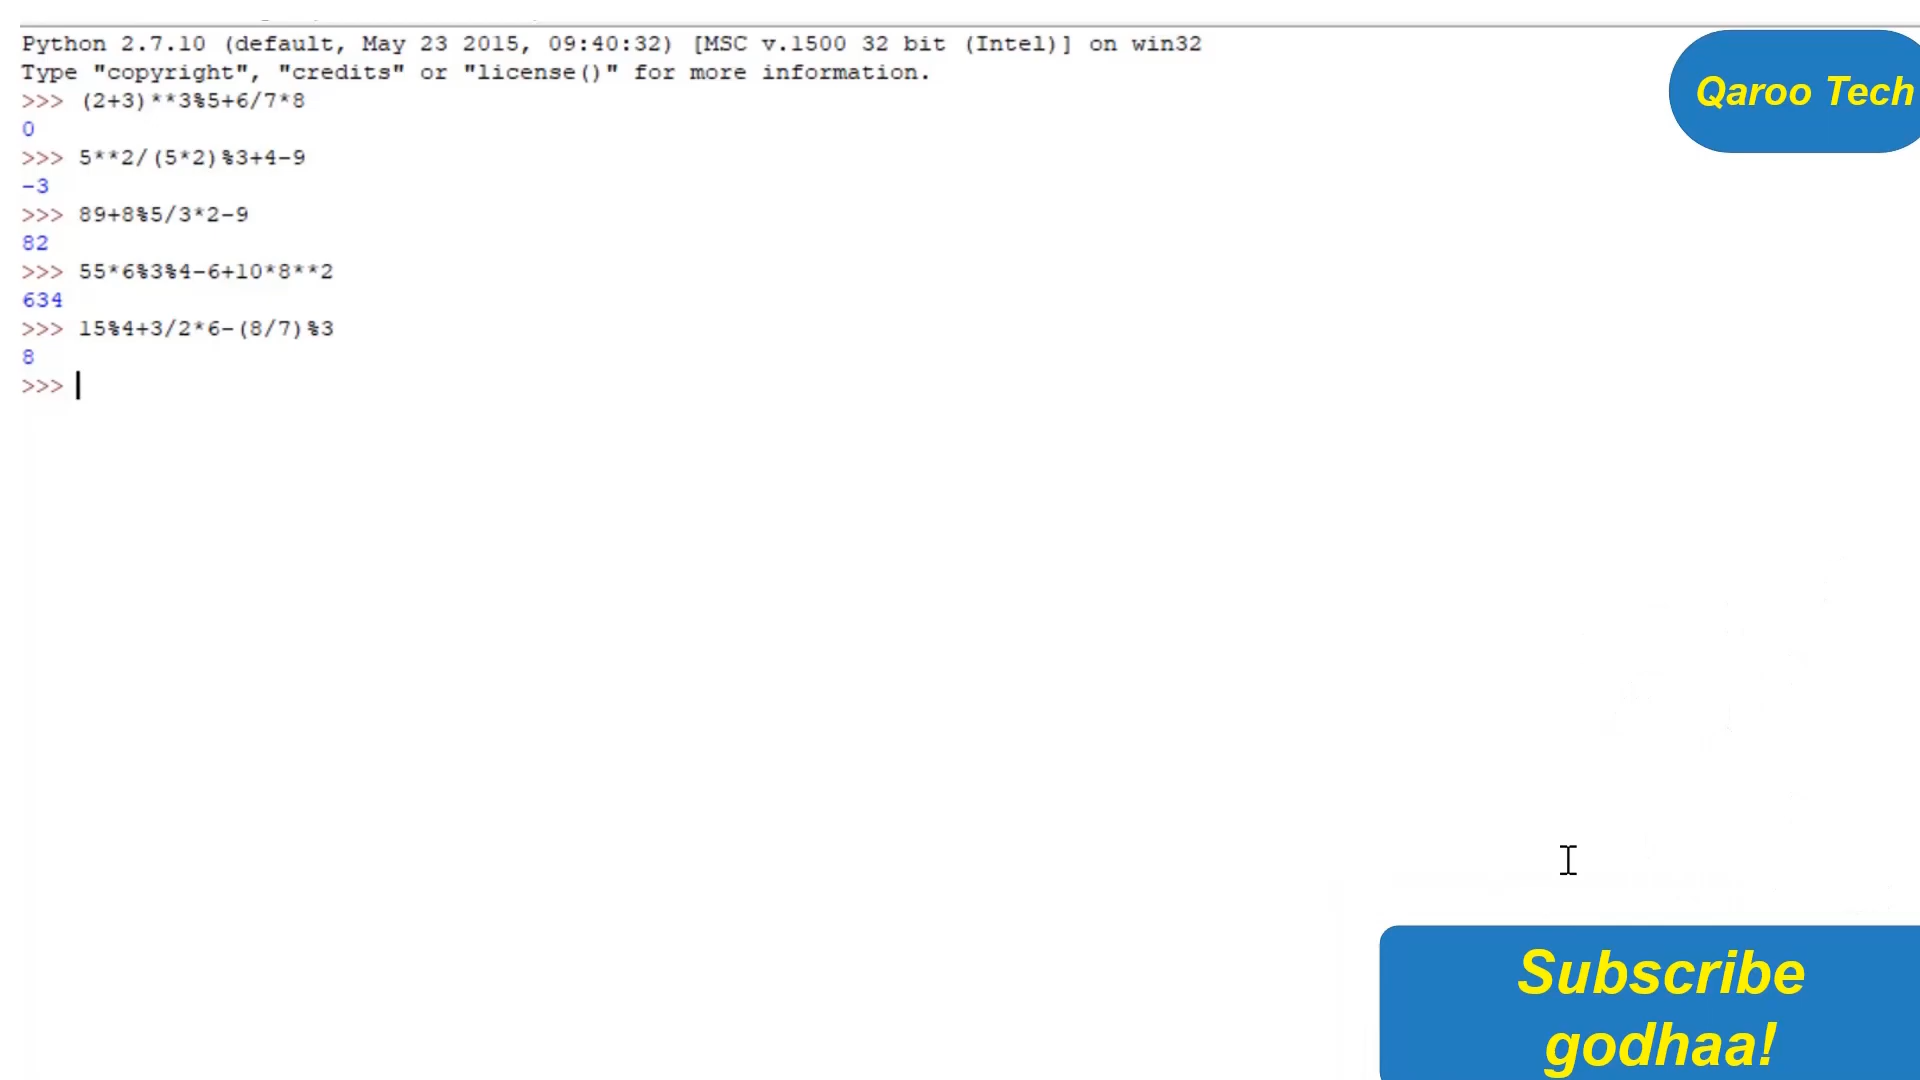 Python 2.7.10 (default, May 23 2015, 09:40:32) [MSC v.1500 32 bit (Intel)] on win32
Type "copyright", "credits" or "license()" for more information.
>>> (2+3)**3%5+6/7*8
0
>>> 5**2/(5*2)%3+4-9
-3
>>> 89+8%5/3*2-9
82
>>> 55*6%3%4-6+10*8**2
634
>>> 15%4+3/2*6-(8/7)%3
8
>>>
Qaroo Tech
Subscribe
godhaa!